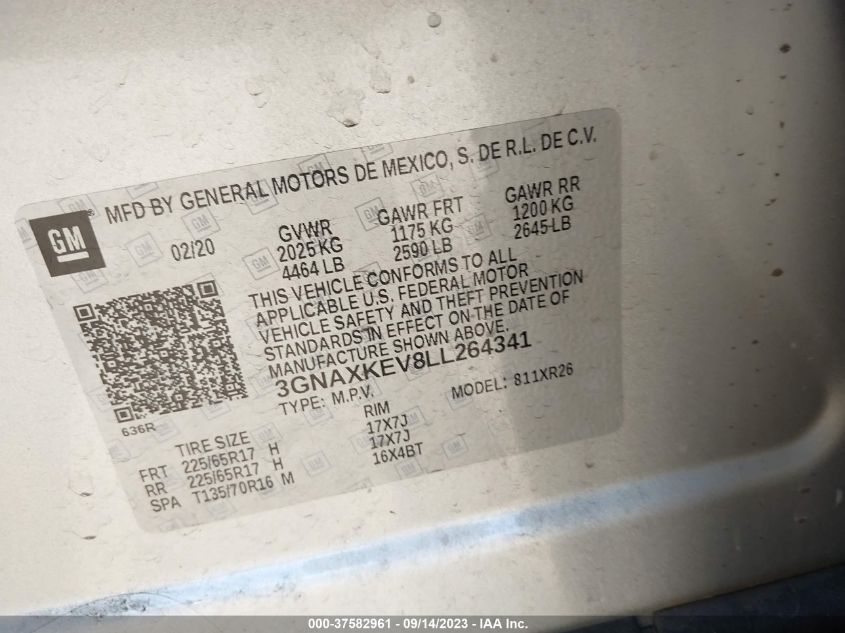 MFD BY GENERAL MOTORS DE MEXICO, S. DE R.L. DE C.V.
GM ®
02/20
GVWR GAWR FRT GAWR RR
2025 KG 1175 KG 1200 KG
4464 LB 2590 LB 2645 LB
THIS VEHICLE CONFORMS TO ALL
APPLICABLE U.S. FEDERAL MOTOR
VEHICLE SAFETY AND THEFT PREVENTION
STANDARDS IN EFFECT ON THE DATE OF
MANUFACTURE SHOWN ABOVE.
3GNAXKEV8LL264341
TYPE: M.P.V. MODEL: 811XR26
636R
TIRE SIZE RIM
FRT 225/65R17 H 17X7J
RR 225/65R17 H 17X7J
SPA T135/70R16 M 16X4BT
000-37582961 - 09/14/2023 - IAA Inc.